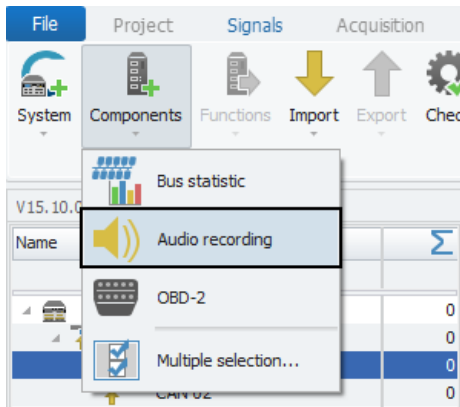 File Project Signals Acquisition
System Components Functions Import Export Chec
Bus statistic
V15.10.0
Name Audio recording Σ
OBD-2
0
0
Multiple selection... 0
CAN 02 0